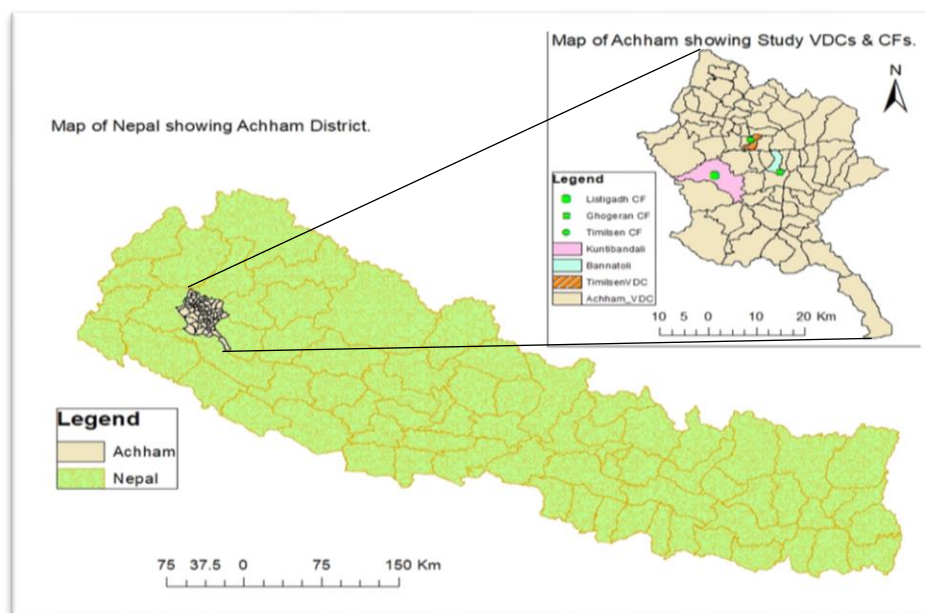 Map of Achham showing Study VDCs & CFs.
N
Map of Nepal showing Achham District.
Legend
Listigadh CF
Ghogeran CF
Timilsen CF
Kuntibandali
Bannatoli
TimilsenVDC
Achham_VDC
10 5 0 10 20 Km
Legend
Achham
Nepal
75 37.5 0 75 150 Km